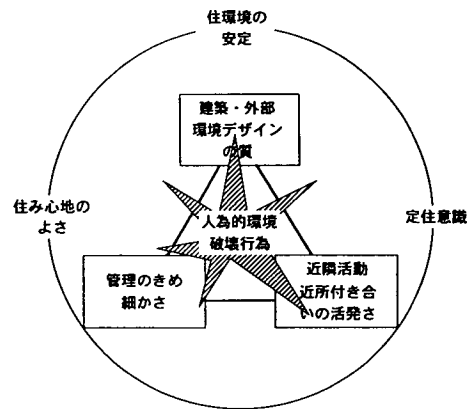 住環境の
安定
建築・外部
環境デザイン
の質
住み心地の
よさ
人為的環境
破壊行為
定住意識
管理のきめ
細かさ
近隣活動
近所付き合
いの活発さ